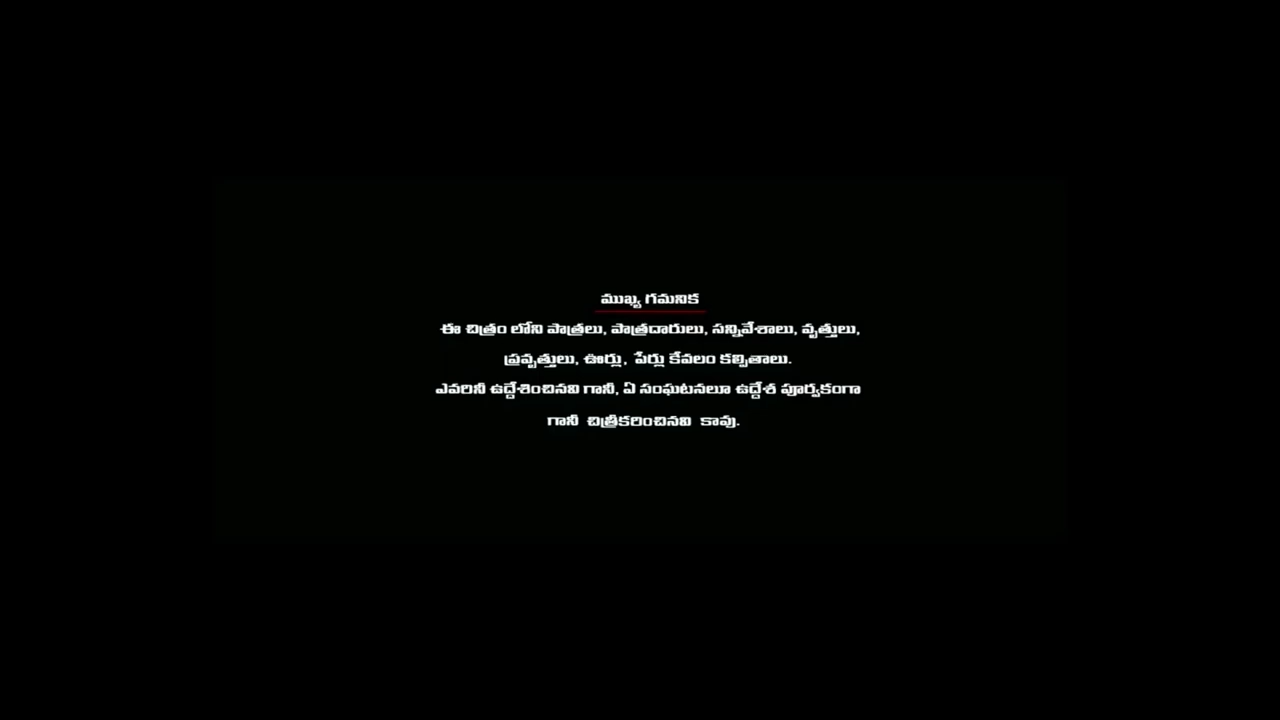 ముఖ్య గమనిక
ఈ చిత్రం లోని పాత్రలు, పాత్రదారులు, సన్నివేశాలు, వృత్తులు,
ప్రవృత్తులు, ఊర్లు, పేర్లు కేవలం కల్పితాలు.
ఎవరినీ ఉద్దేశించినవి గానీ, ఏ సంఘటనలూ ఉద్దేశ పూర్వకంగా
గానీ చిత్రీకరించినవి కావు.